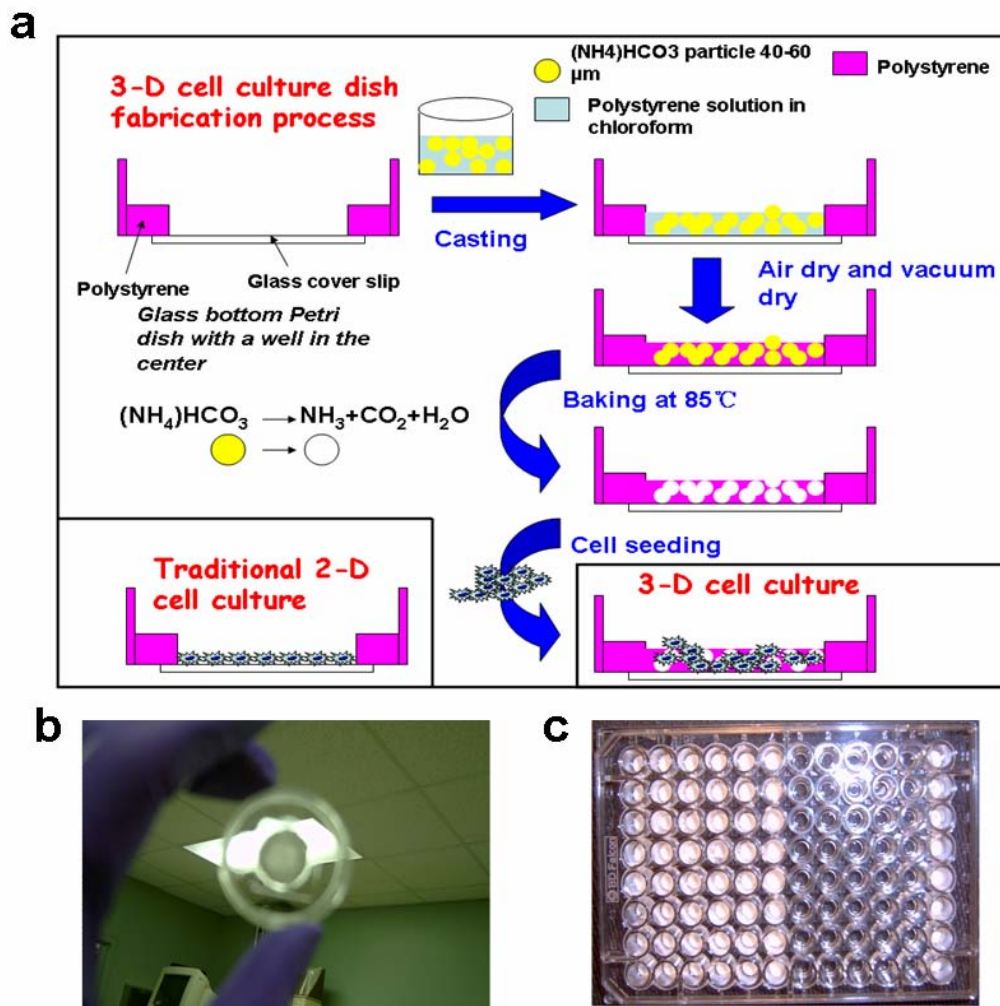 a
(NH4)HCO3 particle 40-60
µm
Polystyrene
Polystyrene solution in
chloroform
3-D cell culture dish
fabrication process
Casting
Polystyrene
Glass cover slip
Glass bottom Petri
dish with a well in the
center
Air dry and vacuum
dry
Baking at 85℃
(NH₄)HCO₃ → NH₃+CO₂+H₂O
Cell seeding
Traditional 2-D
cell culture
3-D cell culture
b
c
BD Falcon